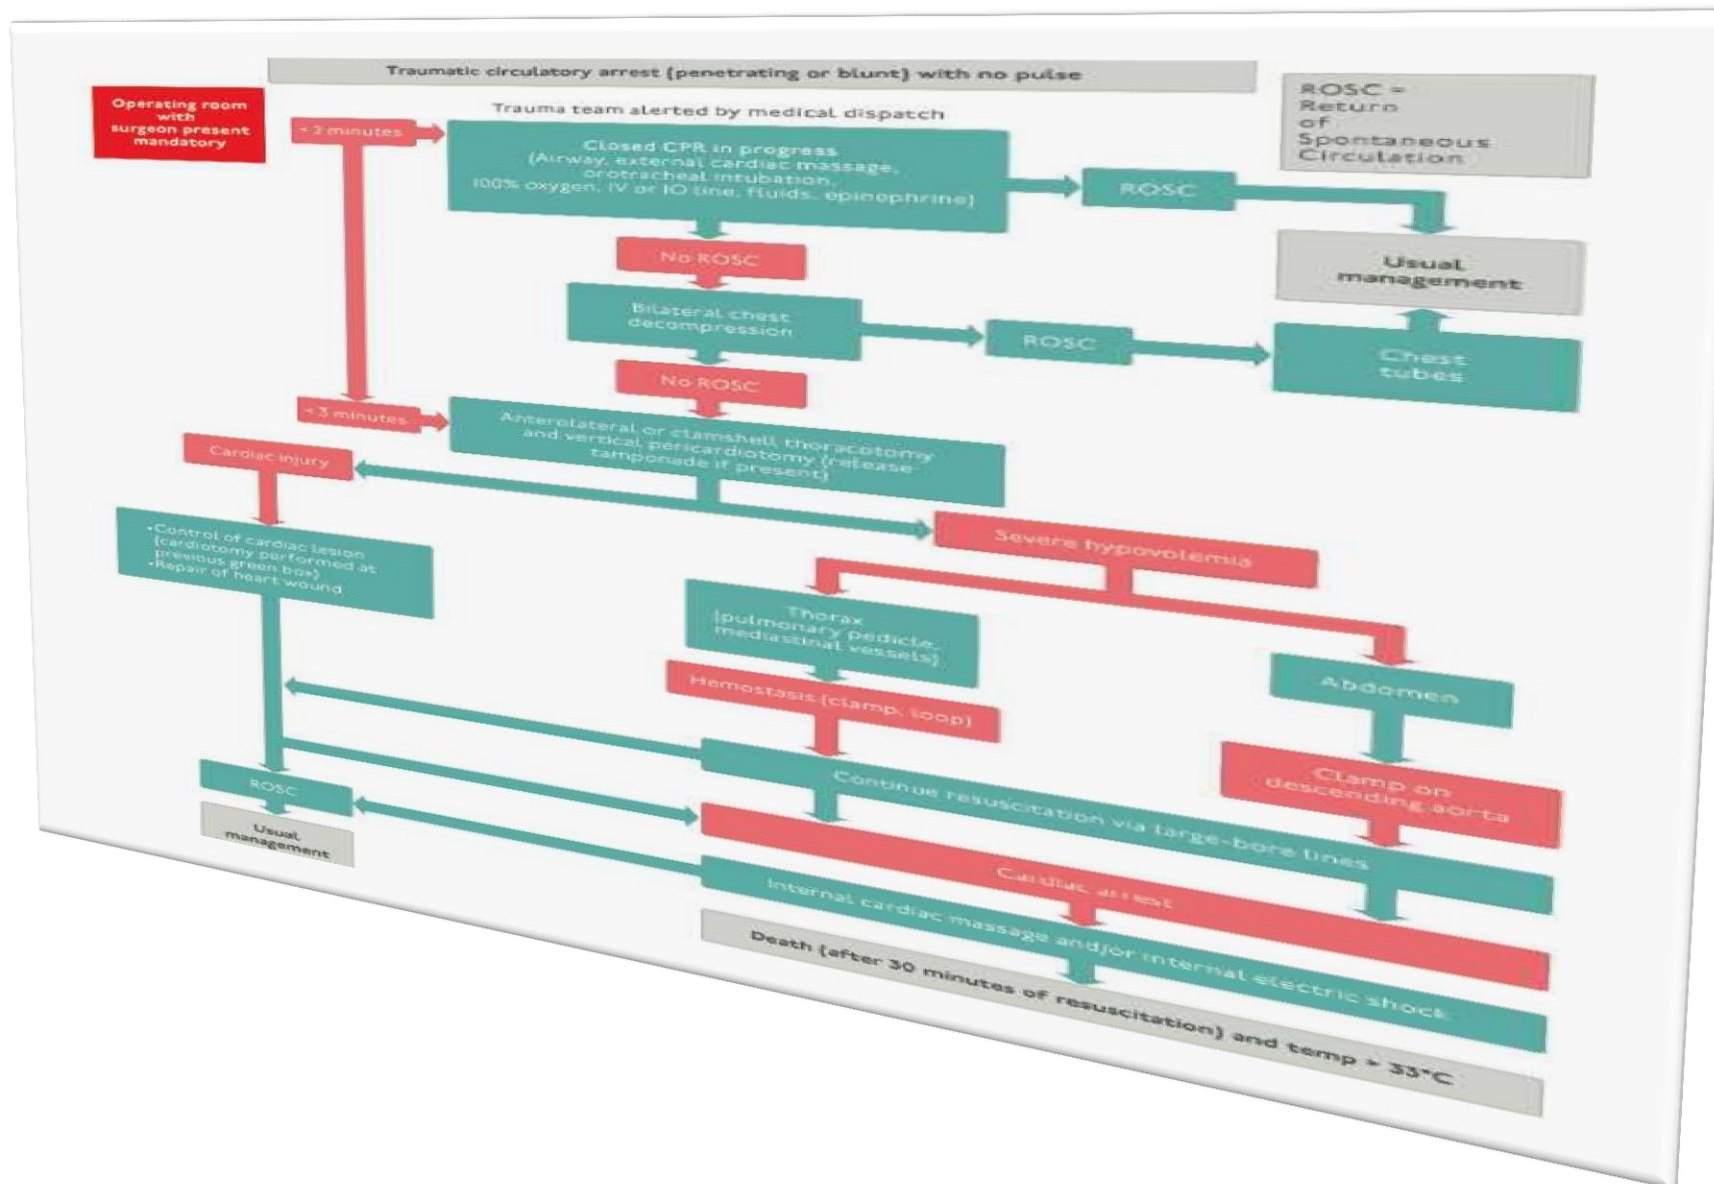 Traumatic circulatory arrest (penetrating or blunt) with no pulse
ROSC =
Return
of
Spontaneous
Circulation
Operating room
with
surgeon present
mandatory
Trauma team alerted by medical dispatch
< 2 minutes
Closed CPR in progress
(Airway, external cardiac massage,
orotracheal intubation,
100% oxygen, IV or IO line, fluids, epinephrine)
ROSC
No ROSC
Usual
management
Bilateral chest
decompression
ROSC
Chest
tubes
No ROSC
< 3 minutes
Anterolateral or clamshell thoracotomy
and vertical pericardiotomy (release
tamponade if present)
Cardiac injury
Severe hypovolemia
•Control of cardiac lesion
(cardiotomy performed at
previous green box)
•Repair of heart wound
Thorax
(pulmonary pedicle,
mediastinal vessels)
Abdomen
Hemostasis (clamp, loop)
Clamp on
descending aorta
Continue resuscitation via large-bore lines
ROSC
Usual
management
Cardiac arrest
Internal cardiac massage and/or internal electric shock
Death (after 30 minutes of resuscitation) and temp > 33°C